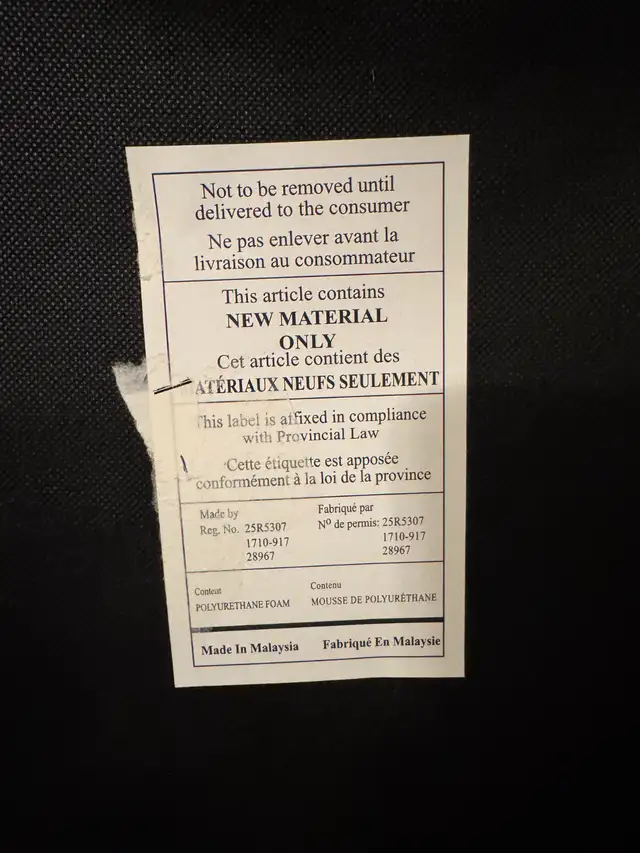 Not to be removed until
delivered to the consumer
Ne pas enlever avant la
livraison au consommateur
This article contains
NEW MATERIAL
ONLY
Cet article contient des
ATÉRIAUX NEUFS SEULEMENT
his label is affixed in compliance
with Provincial Law
Cette étiquette est apposée
conformément à la loi de la province
Made by
Reg. No. 25R5307
1710-917
28967
Fabriqué par
Nº de permis: 25R5307
1710-917
28967
Content
POLYURETHANE FOAM
Contenu
MOUSSE DE POLYURÉTHANE
Made In Malaysia Fabriqué En Malaysie